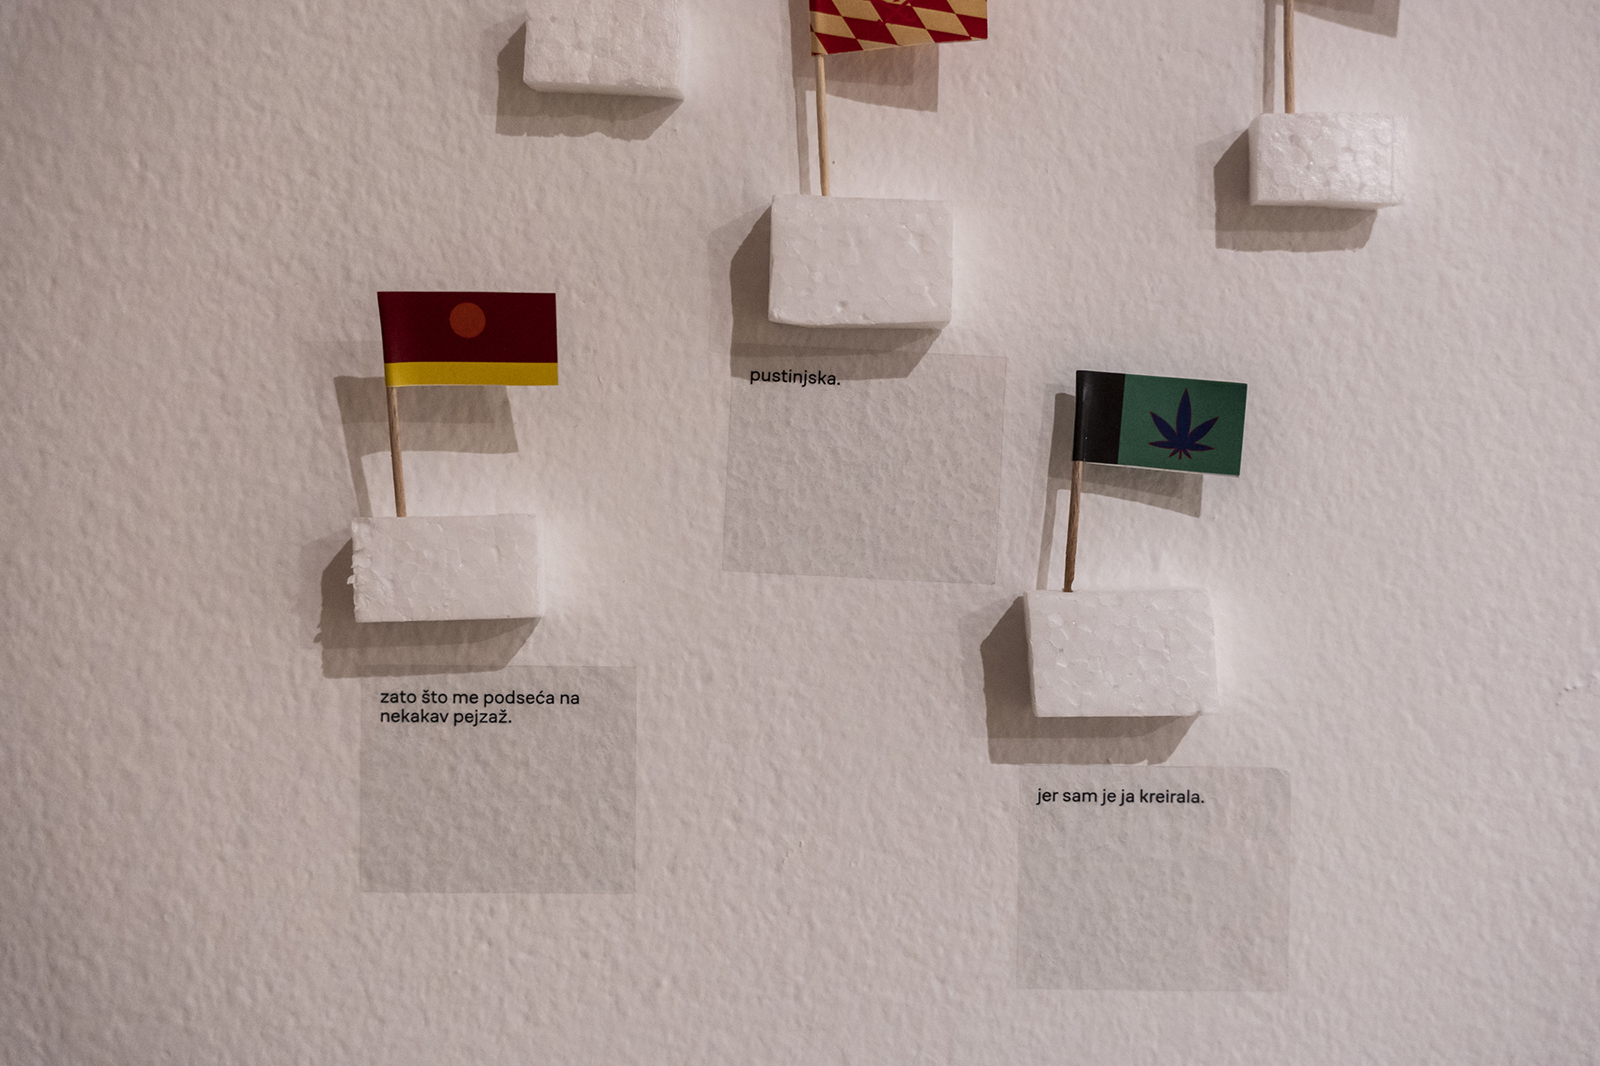 pustinjska.
zato što me podseća na
nekakav pejzaž.
jer sam je ja kreirala.